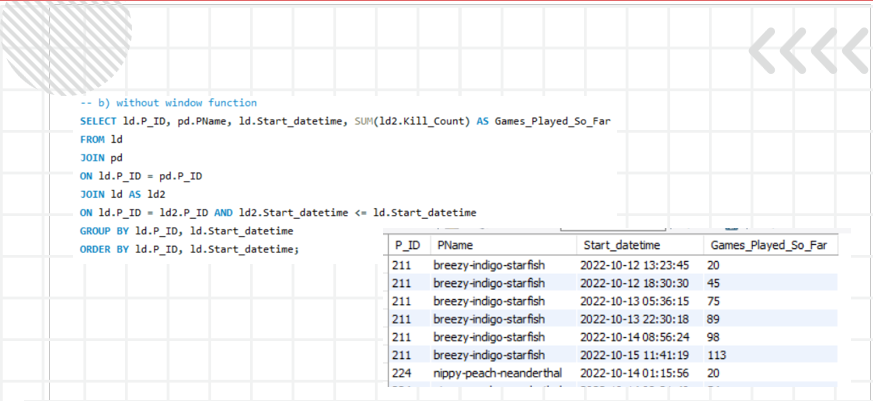 -- b) without window function
SELECT ld.P_ID, pd.PName, ld.Start_datetime, SUM(ld2.Kill_Count) AS Games_Played_So_Far
FROM ld
JOIN pd
ON ld.P_ID = pd.P_ID
JOIN ld AS ld2
ON ld.P_ID = ld2.P_ID AND ld2.Start_datetime <= ld.Start_datetime
GROUP BY ld.P_ID, ld.Start_datetime
ORDER BY ld.P_ID, ld.Start_datetime;
P_ID PName Start_datetime Games_Played_So_Far
211 breezy-indigo-starfish 2022-10-12 13:23:45 20
211 breezy-indigo-starfish 2022-10-12 18:30:30 45
211 breezy-indigo-starfish 2022-10-13 05:36:15 75
211 breezy-indigo-starfish 2022-10-13 22:30:18 89
211 breezy-indigo-starfish 2022-10-14 08:56:24 98
211 breezy-indigo-starfish 2022-10-15 11:41:19 113
224 nippy-peach-neanderthal 2022-10-14 01:15:56 20